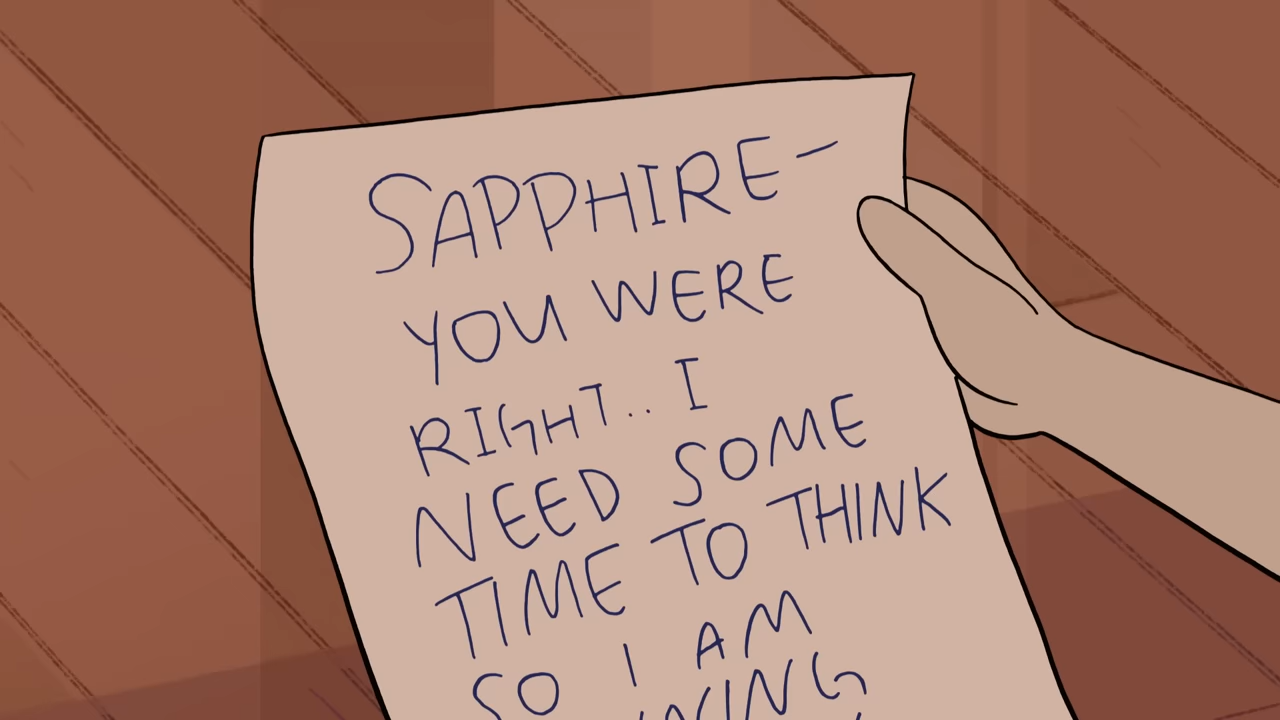 SAPPHIRE—
YOU WERE
RIGHT.. I
NEED SOME
TIME TO THINK
SO I AM